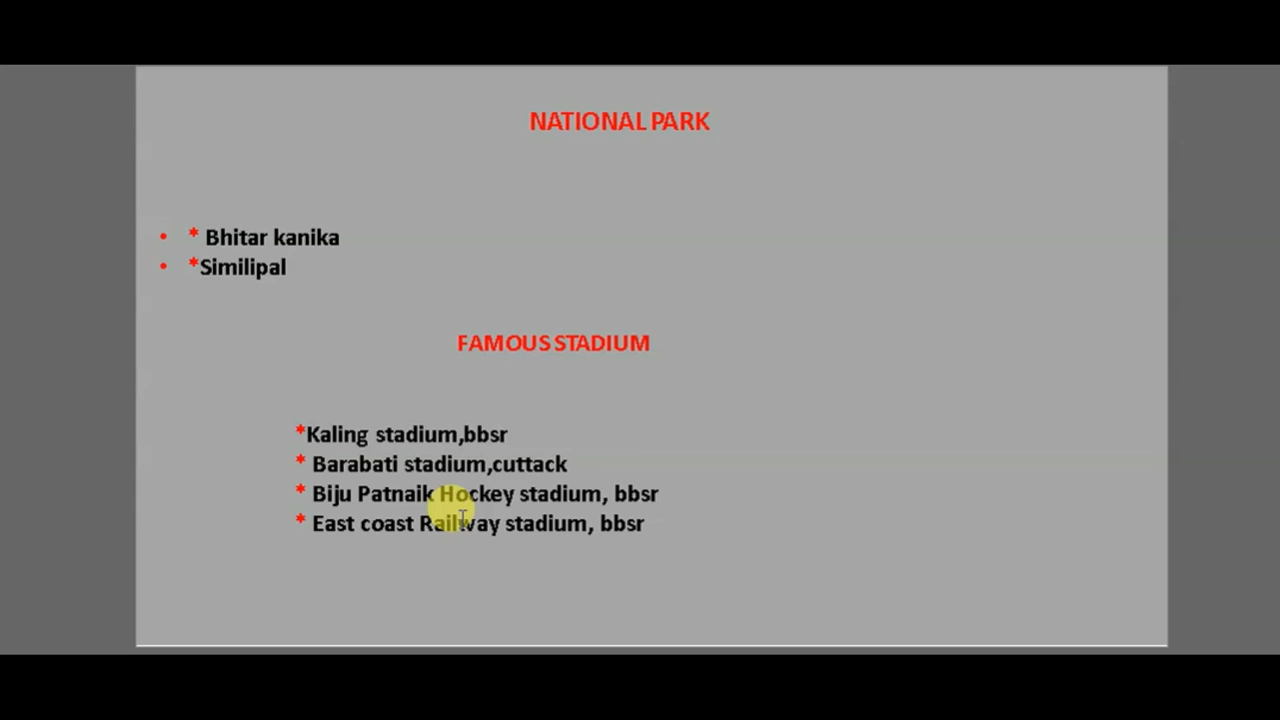 NATIONAL PARK
• * Bhitar kanika
• *Similipal
FAMOUS STADIUM
*Kaling stadium,bbsr
* Barabati stadium,cuttack
* Biju Patnaik Hockey stadium, bbsr
* East coast Railway stadium, bbsr